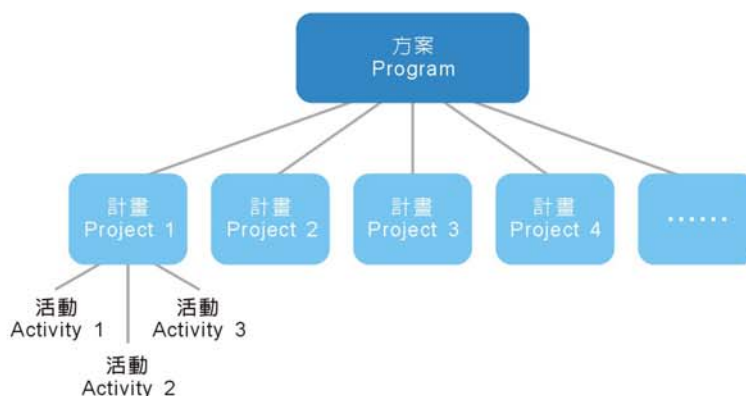 方案
Program
計畫
Project 1
計畫
Project 2
計畫
Project 3
計畫
Project 4
......
活動
Activity 1
活動
Activity 2
活動
Activity 3